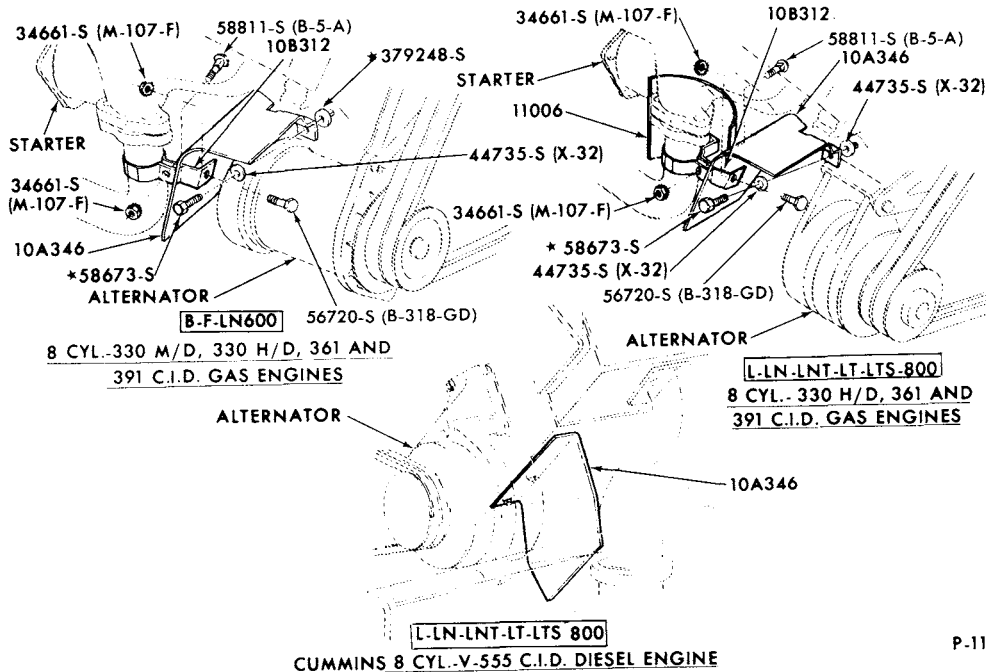 34661-S (M-107-F)
58811-S (B-5-A)
10B312
★379248-S
STARTER
44735-S (X-32)
34661-S
(M-107-F)
10A346
★58673-S
ALTERNATOR
56720-S (B-318-GD)
B-F-LN600
8 CYL.-330 M/D, 330 H/D, 361 AND
391 C.I.D. GAS ENGINES
34661-S (M-107-F)
10B312
58811-S (B-5-A)
10A346
44735-S (X-32)
STARTER
11006
34661-S (M-107-F)
★ 58673-S
44735-S (X-32)
56720-S (B-318-GD)
ALTERNATOR
L-LN-LNT-LT-LTS-800
8 CYL.- 330 H/D, 361 AND
391 C.I.D. GAS ENGINES
ALTERNATOR
10A346
L-LN-LNT-LT-LTS 800
CUMMINS 8 CYL.-V-555 C.I.D. DIESEL ENGINE
P-11